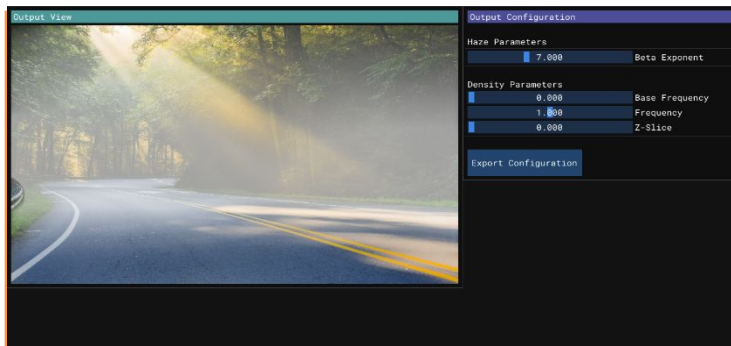 Output View
Output Configuration
Haze Parameters
7.000 Beta Exponent
Density Parameters
0.000 Base Frequency
1.000 Frequency
0.000 Z-Slice
Export Configuration